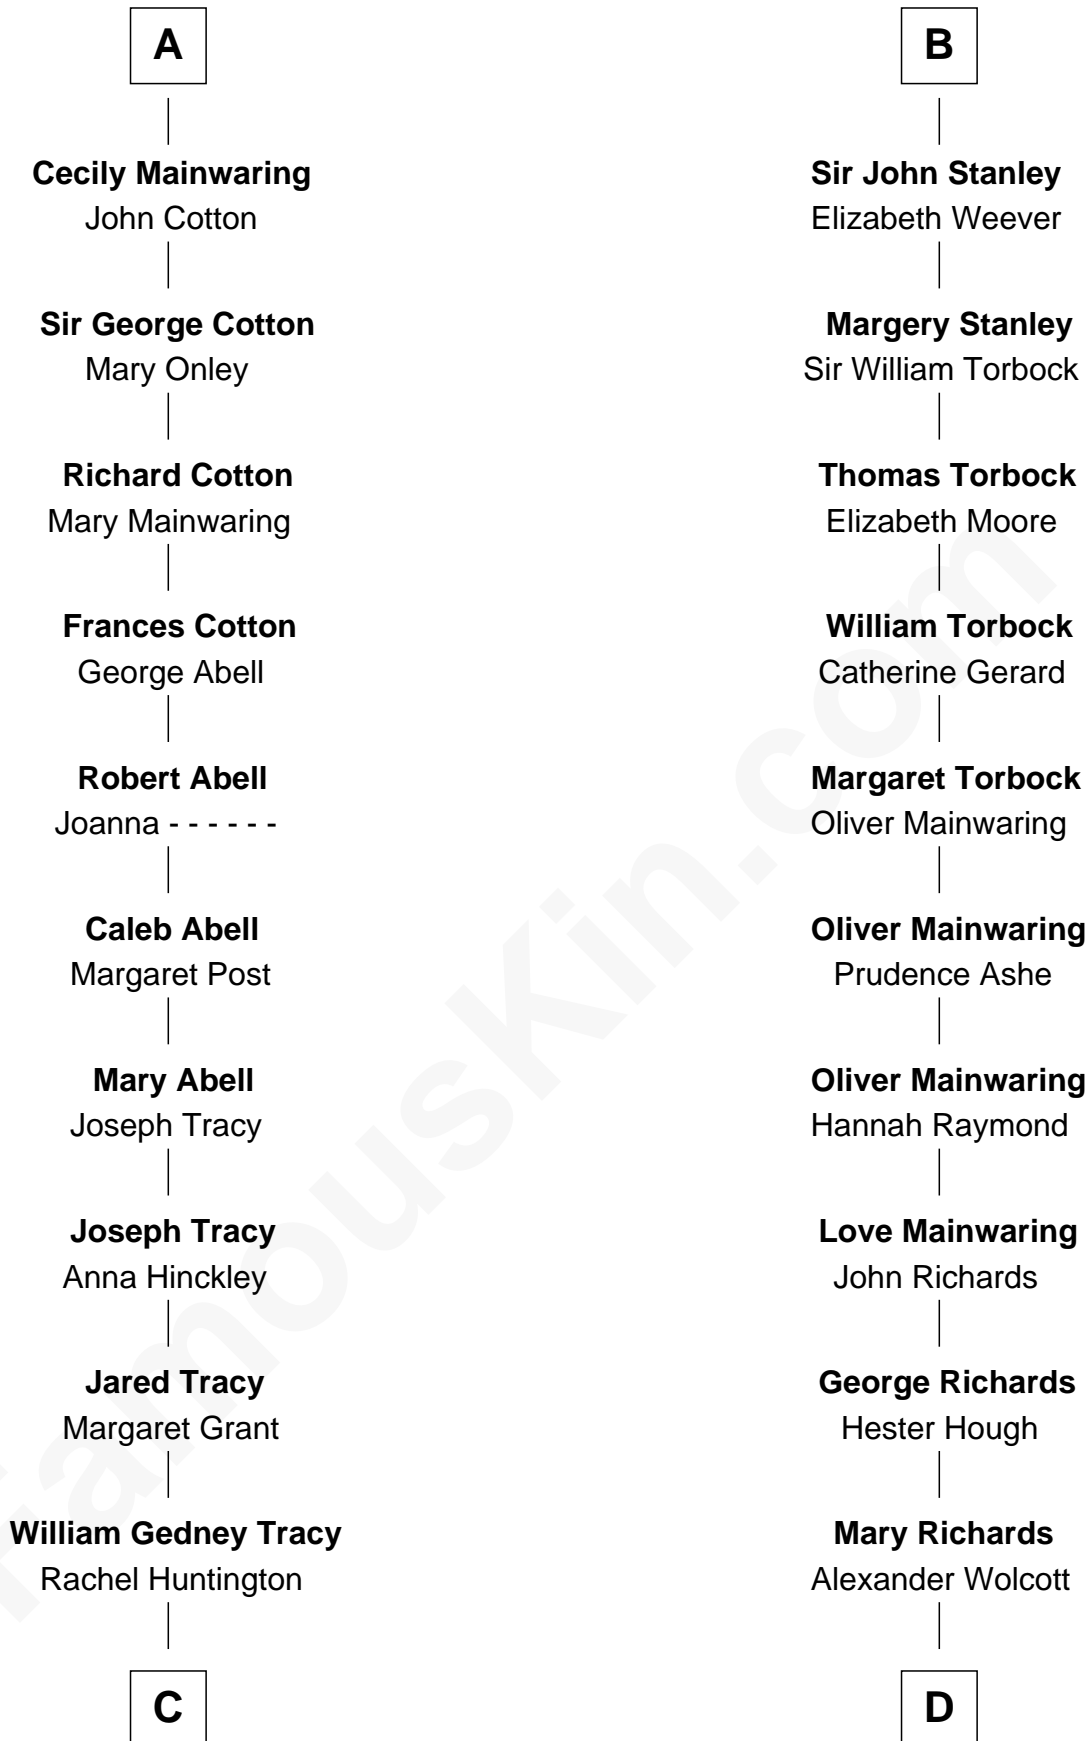 A
Cecily Mainwaring
John Cotton
Sir George Cotton
Mary Onley
Richard Cotton
Mary Mainwaring
Frances Cotton
George Abell
Robert Abell
Joanna - - - - - -
Caleb Abell
Margaret Post
Mary Abell
Joseph Tracy
Joseph Tracy
Anna Hinckley
Jared Tracy
Margaret Grant
William Gedney Tracy
Rachel Huntington
C
B
Sir John Stanley
Elizabeth Weever
Margery Stanley
Sir William Torbock
Thomas Torbock
Elizabeth Moore
William Torbock
Catherine Gerard
Margaret Torbock
Oliver Mainwaring
Oliver Mainwaring
Prudence Ashe
Oliver Mainwaring
Hannah Raymond
Love Mainwaring
John Richards
George Richards
Hester Hough
Mary Richards
Alexander Wolcott
D
FamousKin.com